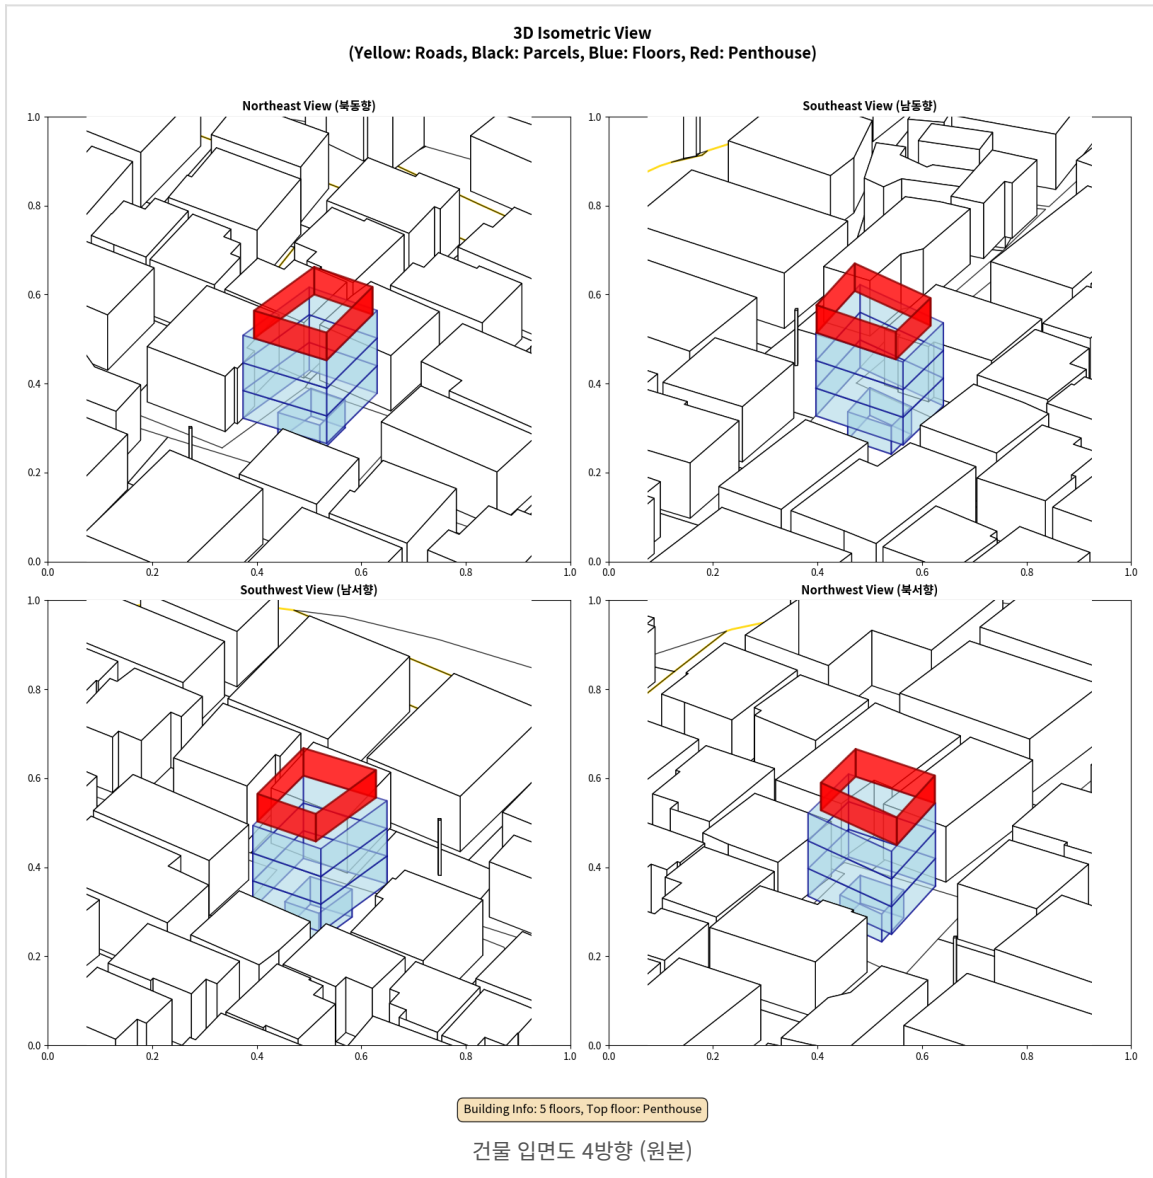 3D Isometric View
(Yellow: Roads, Black: Parcels, Blue: Floors, Red: Penthouse)
Northeast View (북동향)
1.0
0.8
0.6
0.4
0.2
0.0
0.0 0.2 0.4 0.6 0.8 1.0
Southeast View (남동향)
1.0
0.8
0.6
0.4
0.2
0.0
0.0 0.2 0.4 0.6 0.8 1.0
Southwest View (남서향)
1.0
0.8
0.6
0.4
0.2
0.0
0.0 0.2 0.4 0.6 0.8 1.0
Northwest View (북서향)
1.0
0.8
0.6
0.4
0.2
0.0
0.0 0.2 0.4 0.6 0.8 1.0
Building Info: 5 floors, Top floor: Penthouse
건물 입면도 4방향 (원본)